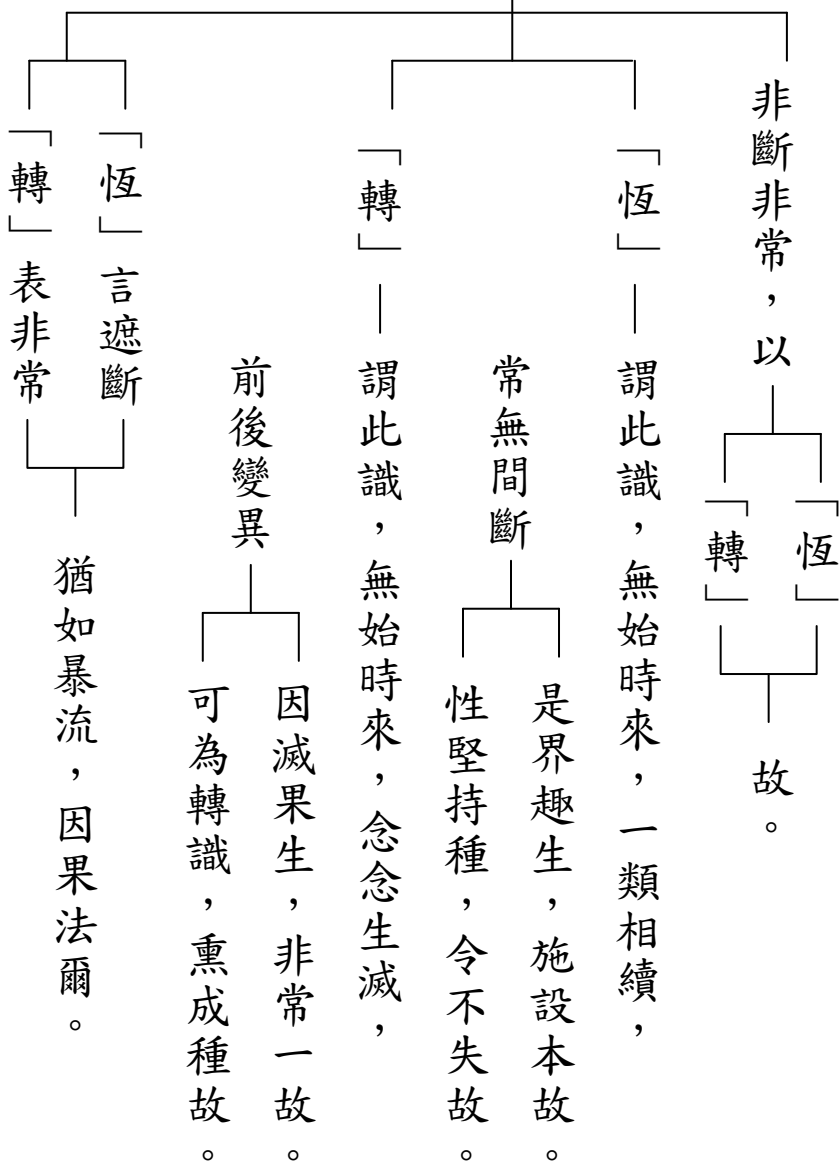 非斷非常，以
「恆」
「轉」
故。
「恆」—謂此識，無始時來，一類相續，
常無間斷
是界趣生，施設本故。
性堅持種，令不失故。
「轉」—謂此識，無始時來，念念生滅，
前後變異
因滅果生，非常一故。
可為轉識，熏成種故。
「恆」言遮斷
「轉」表非常
猶如暴流，因果法爾。